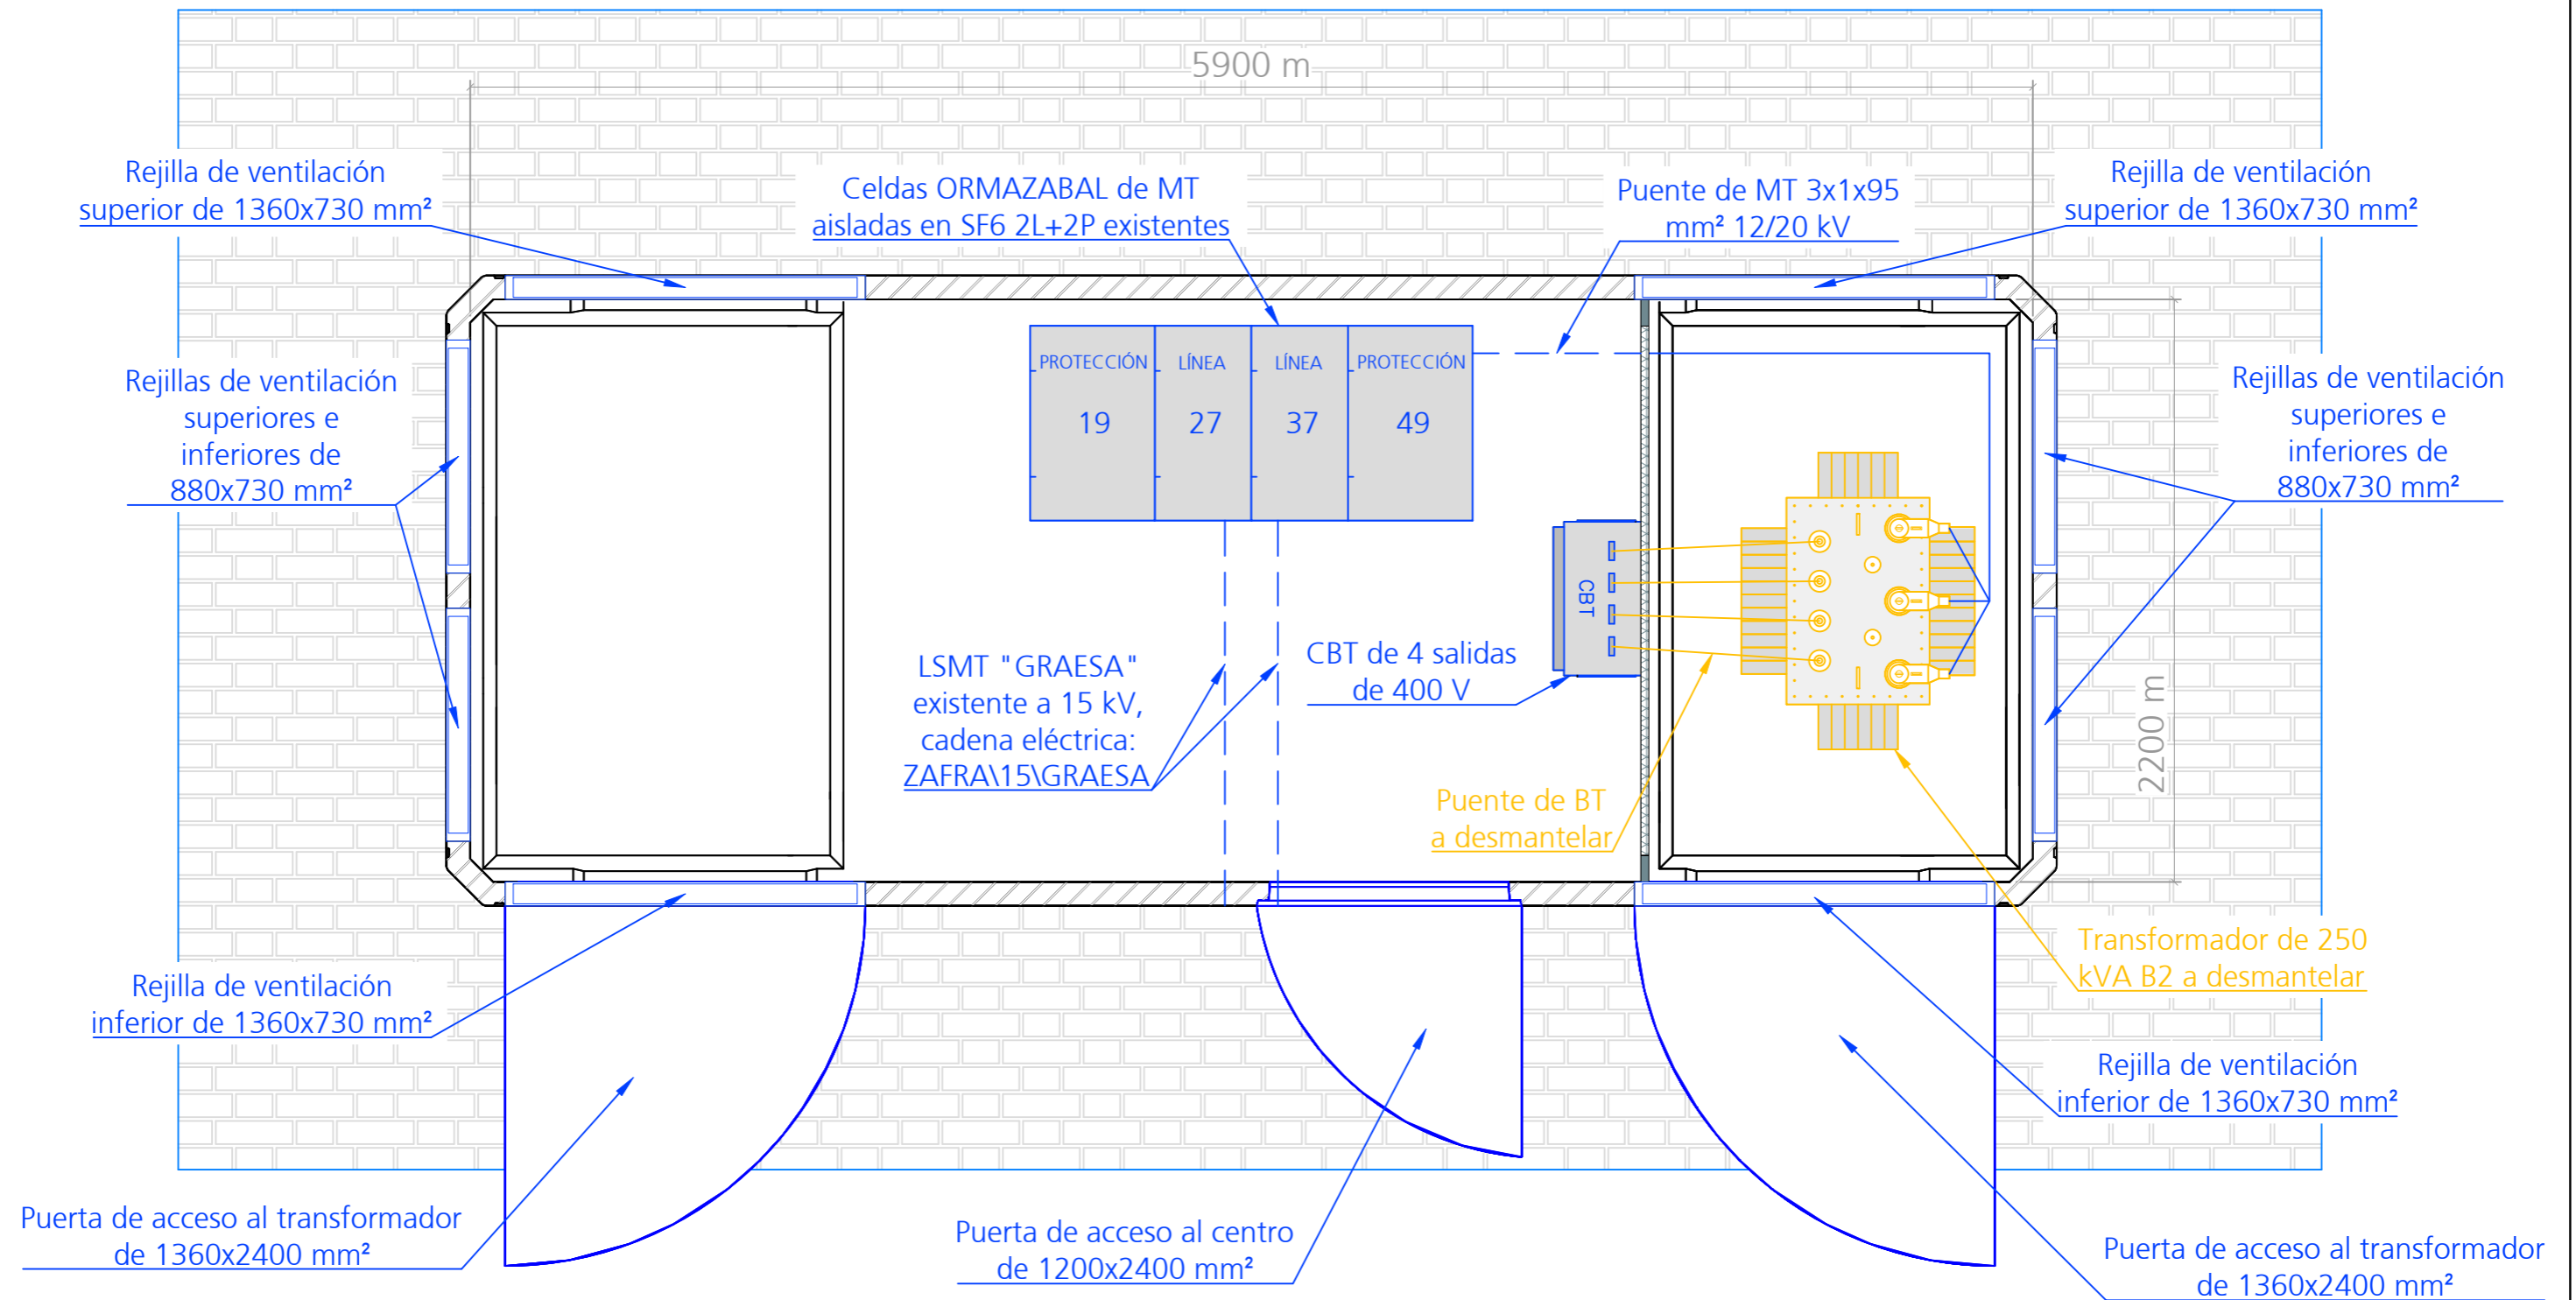 5900 m
Rejilla de ventilación
superior de 1360x730 mm²
Celdas ORMAZABAL de MT
aisladas en SF6 2L+2P existentes
Puente de MT 3x1x95
mm² 12/20 kV
Rejilla de ventilación
superior de 1360x730 mm²
Rejillas de ventilación
superiores e
inferiores de
880x730 mm²
PROTECCIÓN
19
LÍNEA
27
LÍNEA
37
PROTECCIÓN
49
Rejillas de ventilación
superiores e
inferiores de
880x730 mm²
CBT
LSMT "GRAESA"
existente a 15 kV,
cadena eléctrica:
ZAFRA\15\GRAESA
CBT de 4 salidas
de 400 V
2200 m
Puente de BT
a desmantelar
Transformador de 250
kVA B2 a desmantelar
Rejilla de ventilación
inferior de 1360x730 mm²
Rejilla de ventilación
inferior de 1360x730 mm²
Puerta de acceso al transformador
de 1360x2400 mm²
Puerta de acceso al centro
de 1200x2400 mm²
Puerta de acceso al transformador
de 1360x2400 mm²